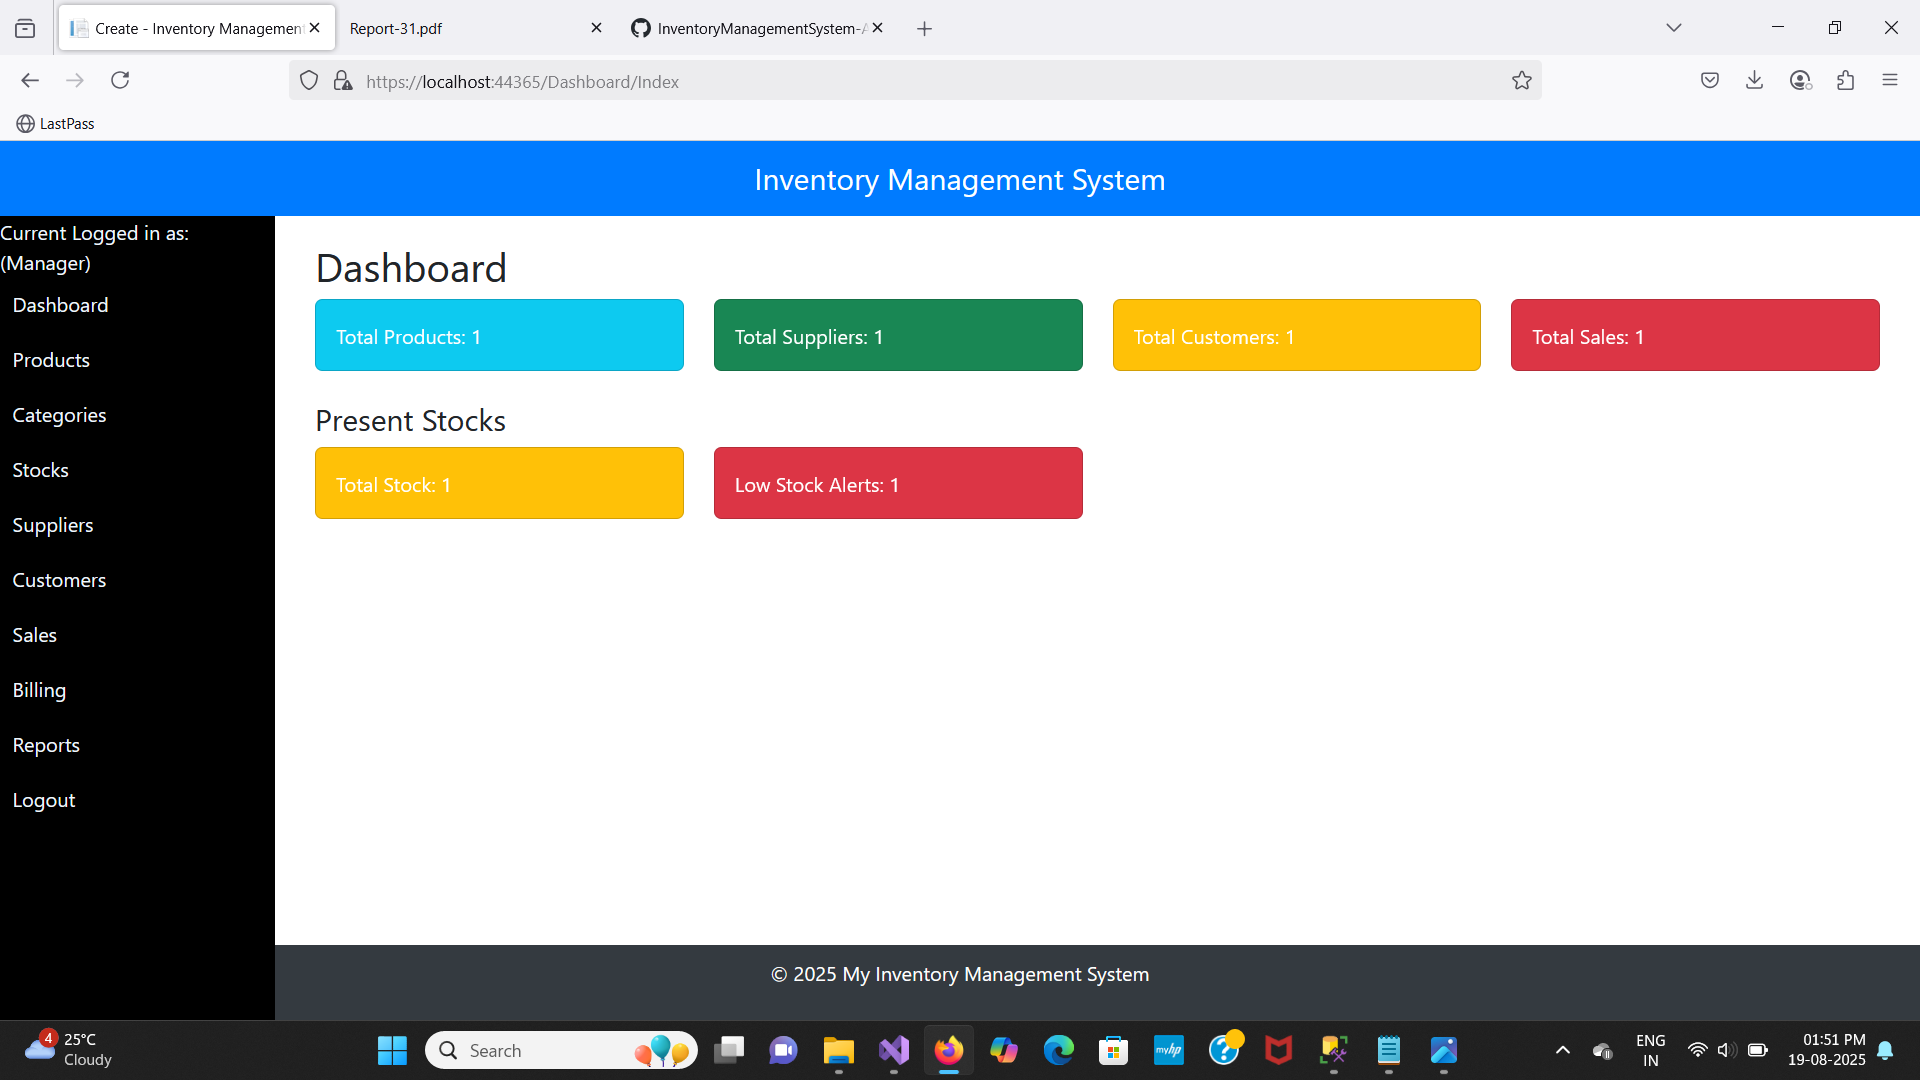 Create - Inventory Management
Report-31.pdf
InventoryManagementSystem-A
https://localhost:44365/Dashboard/Index
LastPass
Inventory Management System
Current Logged in as:
(Manager)
Dashboard
Products
Categories
Stocks
Suppliers
Customers
Sales
Billing
Reports
Logout
Dashboard
Total Products: 1
Total Suppliers: 1
Total Customers: 1
Total Sales: 1
Present Stocks
Total Stock: 1
Low Stock Alerts: 1
© 2025 My Inventory Management System
4
25°C
Cloudy
Search
myhp
ENG
IN
01:51 PM
19-08-2025